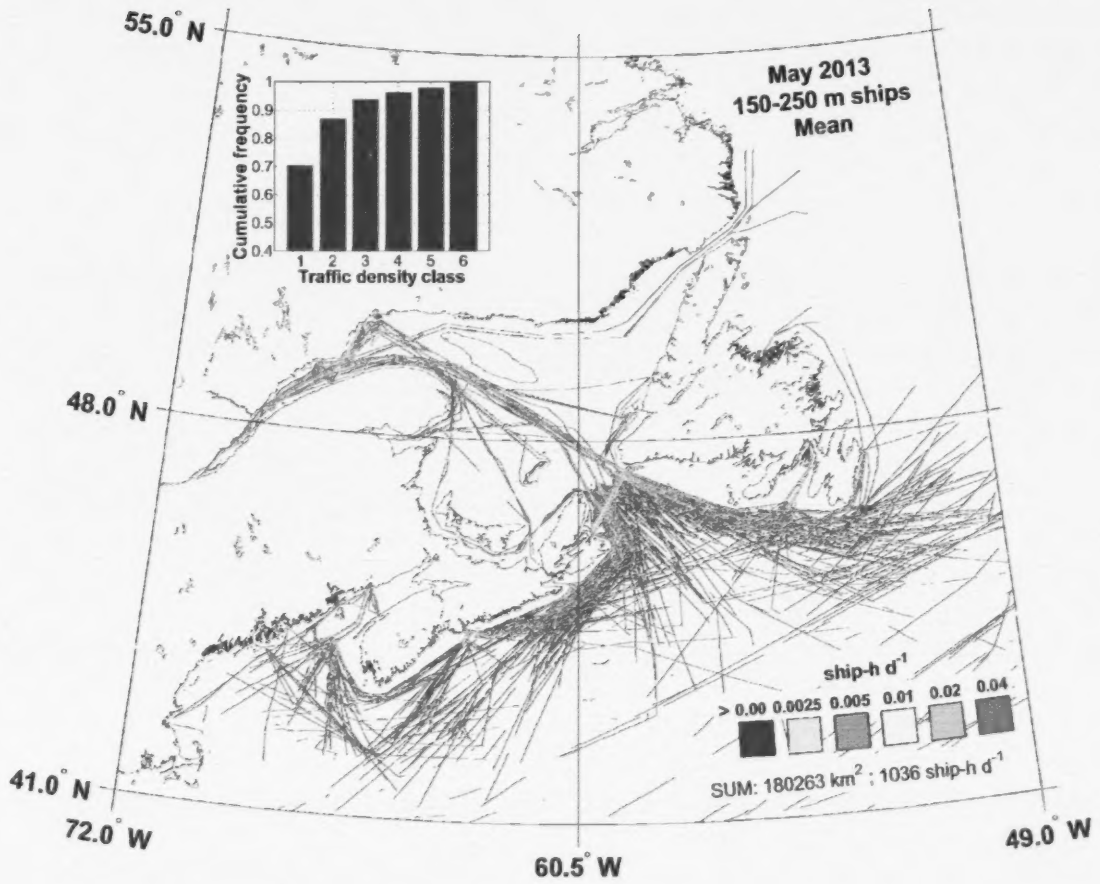 55.0° N
May 2013
150-250 m ships
Mean
Cumulative frequency
1
0.9
0.8
0.7
0.6
0.5
0.4
1 2 3 4 5 6
Traffic density class
48.0° N
ship-h d⁻¹
> 0.00 0.0025 0.005 0.01 0.02 0.04
SUM: 180263 km² ; 1036 ship-h d⁻¹
41.0° N
72.0° W
60.5° W
49.0° W